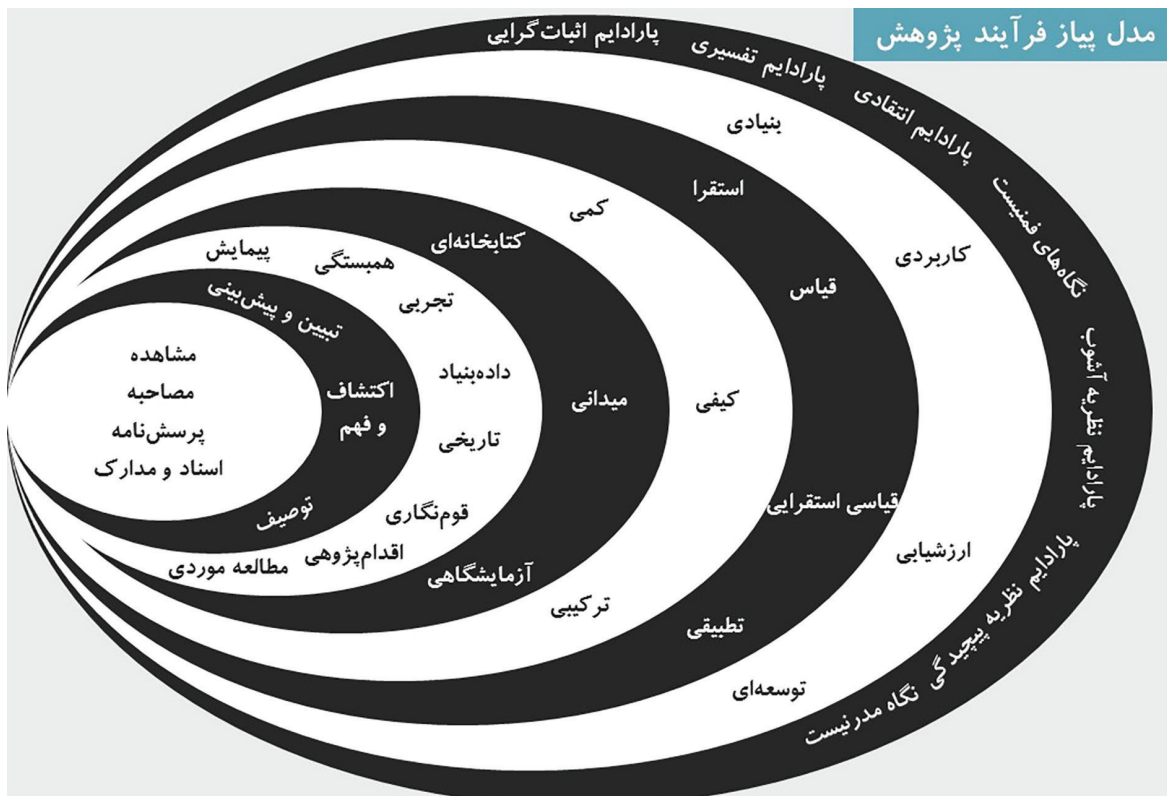 مدل پیاز فرآیند پژوهش
پارادایم اثبات‌گرایی
پارادایم تفسیری
پارادایم انتقادی
نگاه‌های فمنیست
پارادایم نظریه آشوب
پارادایم نظریه پیچیدگی
نگاه مدرنیست
بنیادی
کاربردی
ارزشیابی
توسعه‌ای
استقرا
قیاس
قیاسی استقرایی
تطبیقی
کمی
کیفی
ترکیبی
کتابخانه‌ای
میدانی
آزمایشگاهی
پیمایش
همبستگی
تجربی
داده‌بنیاد
تاریخی
قوم‌نگاری
اقدام‌پژوهی
مطالعه موردی
تبیین و پیش‌بینی
اکتشاف
و فهم
توصیف
مشاهده
مصاحبه
پرسش‌نامه
اسناد و مدارک